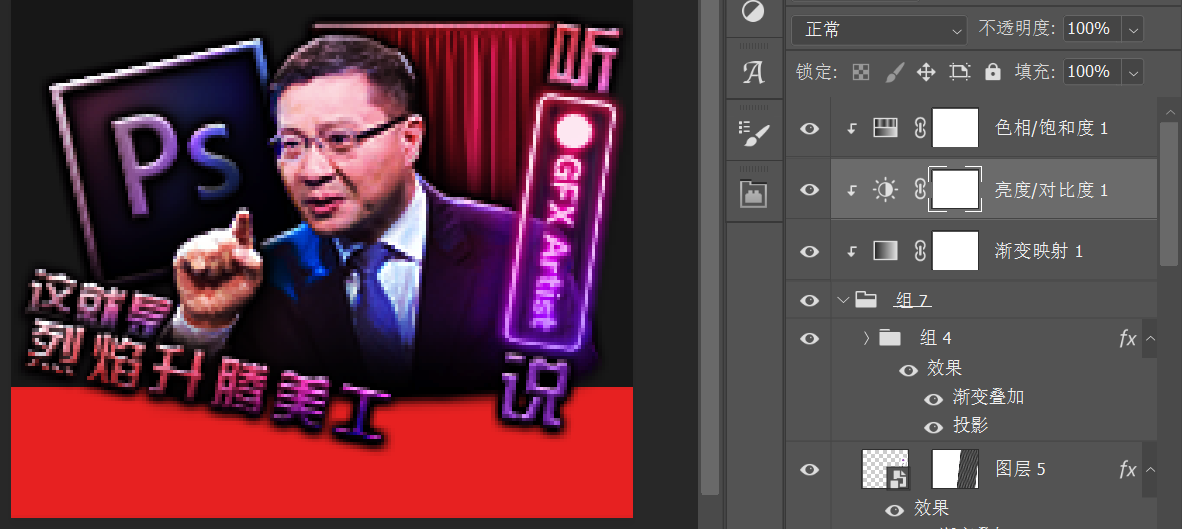 听
GFX Artist
说
Ps
这就是
烈焰升腾美工
正常
不透明度: 100%
锁定:
填充: 100%
色相/饱和度 1
亮度/对比度 1
渐变映射 1
组 7
组 4
fx
效果
渐变叠加
投影
图层 5
fx
效果